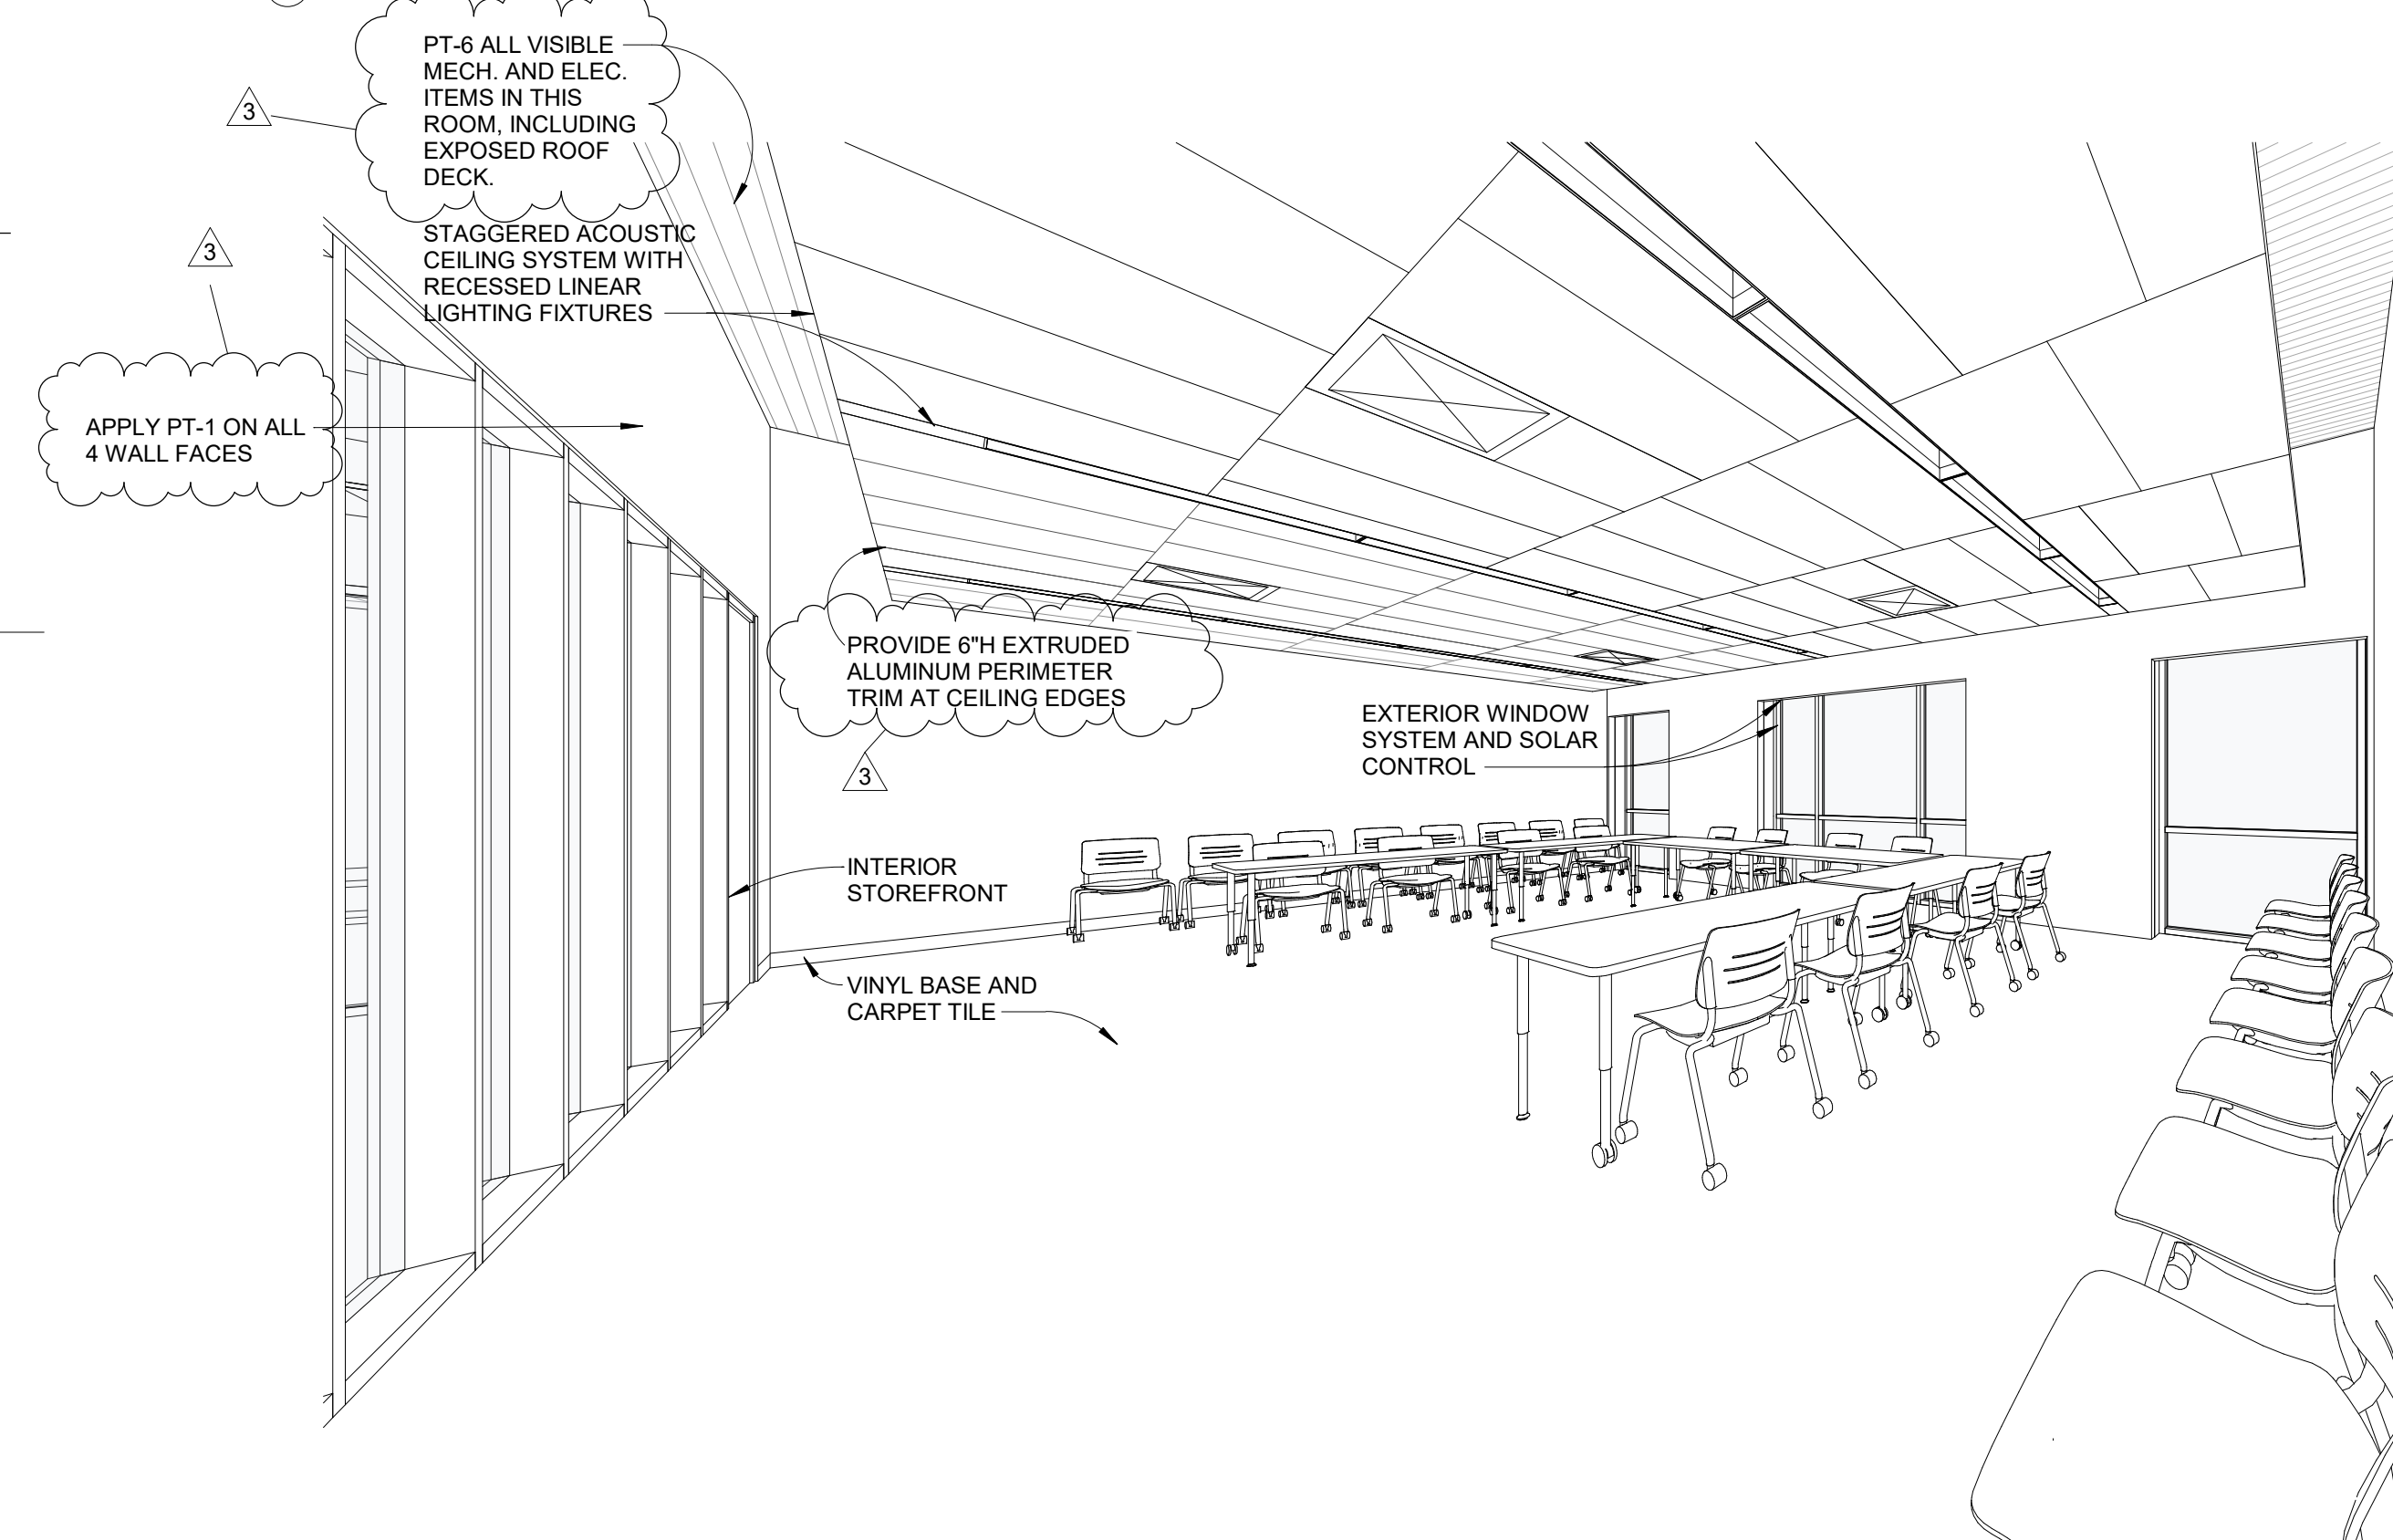 PT-6 ALL VISIBLE
MECH. AND ELEC.
ITEMS IN THIS
ROOM, INCLUDING
EXPOSED ROOF
DECK.
3
STAGGERED ACOUSTIC
CEILING SYSTEM WITH
RECESSED LINEAR
LIGHTING FIXTURES
3
APPLY PT-1 ON ALL
4 WALL FACES
PROVIDE 6"H EXTRUDED
ALUMINUM PERIMETER
TRIM AT CEILING EDGES
3
EXTERIOR WINDOW
SYSTEM AND SOLAR
CONTROL
INTERIOR
STOREFRONT
VINYL BASE AND
CARPET TILE